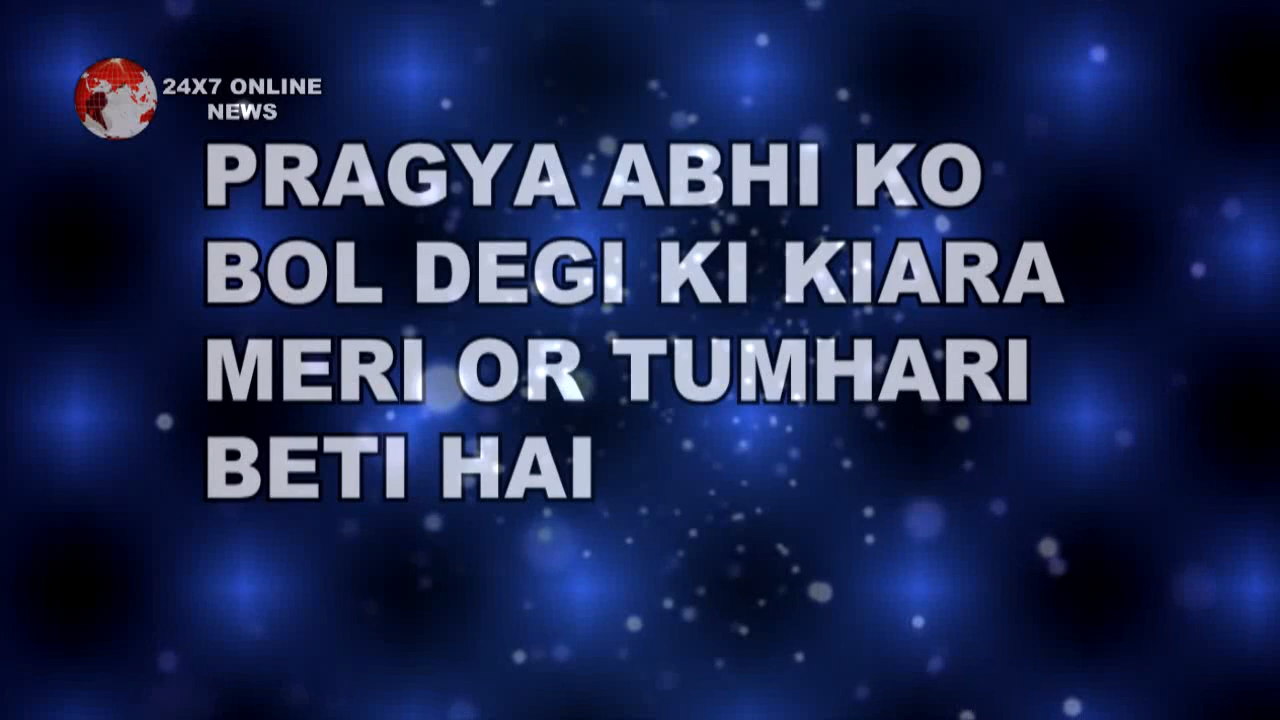 24X7 ONLINE
NEWS
PRAGYA ABHI KO
BOL DEGI KI KIARA
MERI OR TUMHARI
BETI HAI